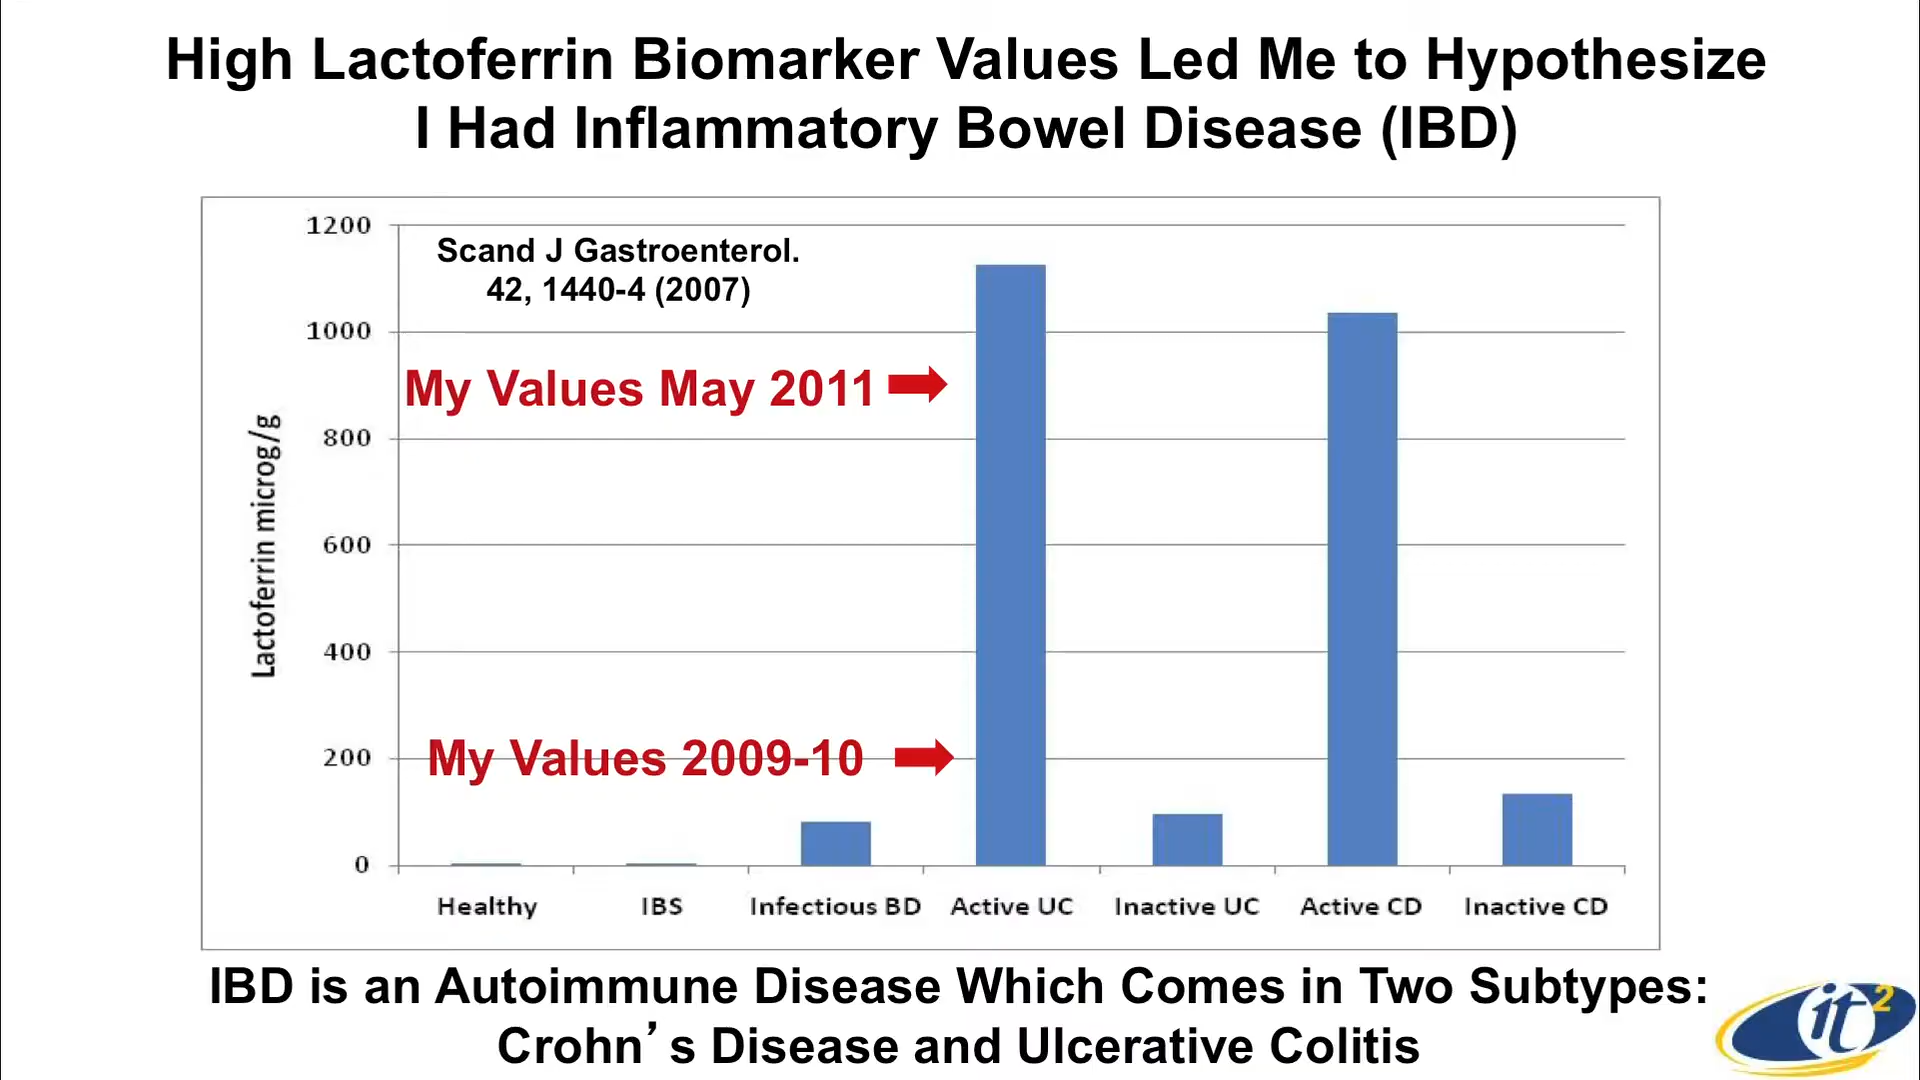 High Lactoferrin Biomarker Values Led Me to Hypothesize
I Had Inflammatory Bowel Disease (IBD)
1200
Scand J Gastroenterol.
42, 1440-4 (2007)
1000
My Values May 2011
800
Lactoferrin microg/g
600
400
200
My Values 2009-10
0
Healthy IBS Infectious BD Active UC Inactive UC Active CD Inactive CD
IBD is an Autoimmune Disease Which Comes in Two Subtypes:
Crohn’s Disease and Ulcerative Colitis
it2